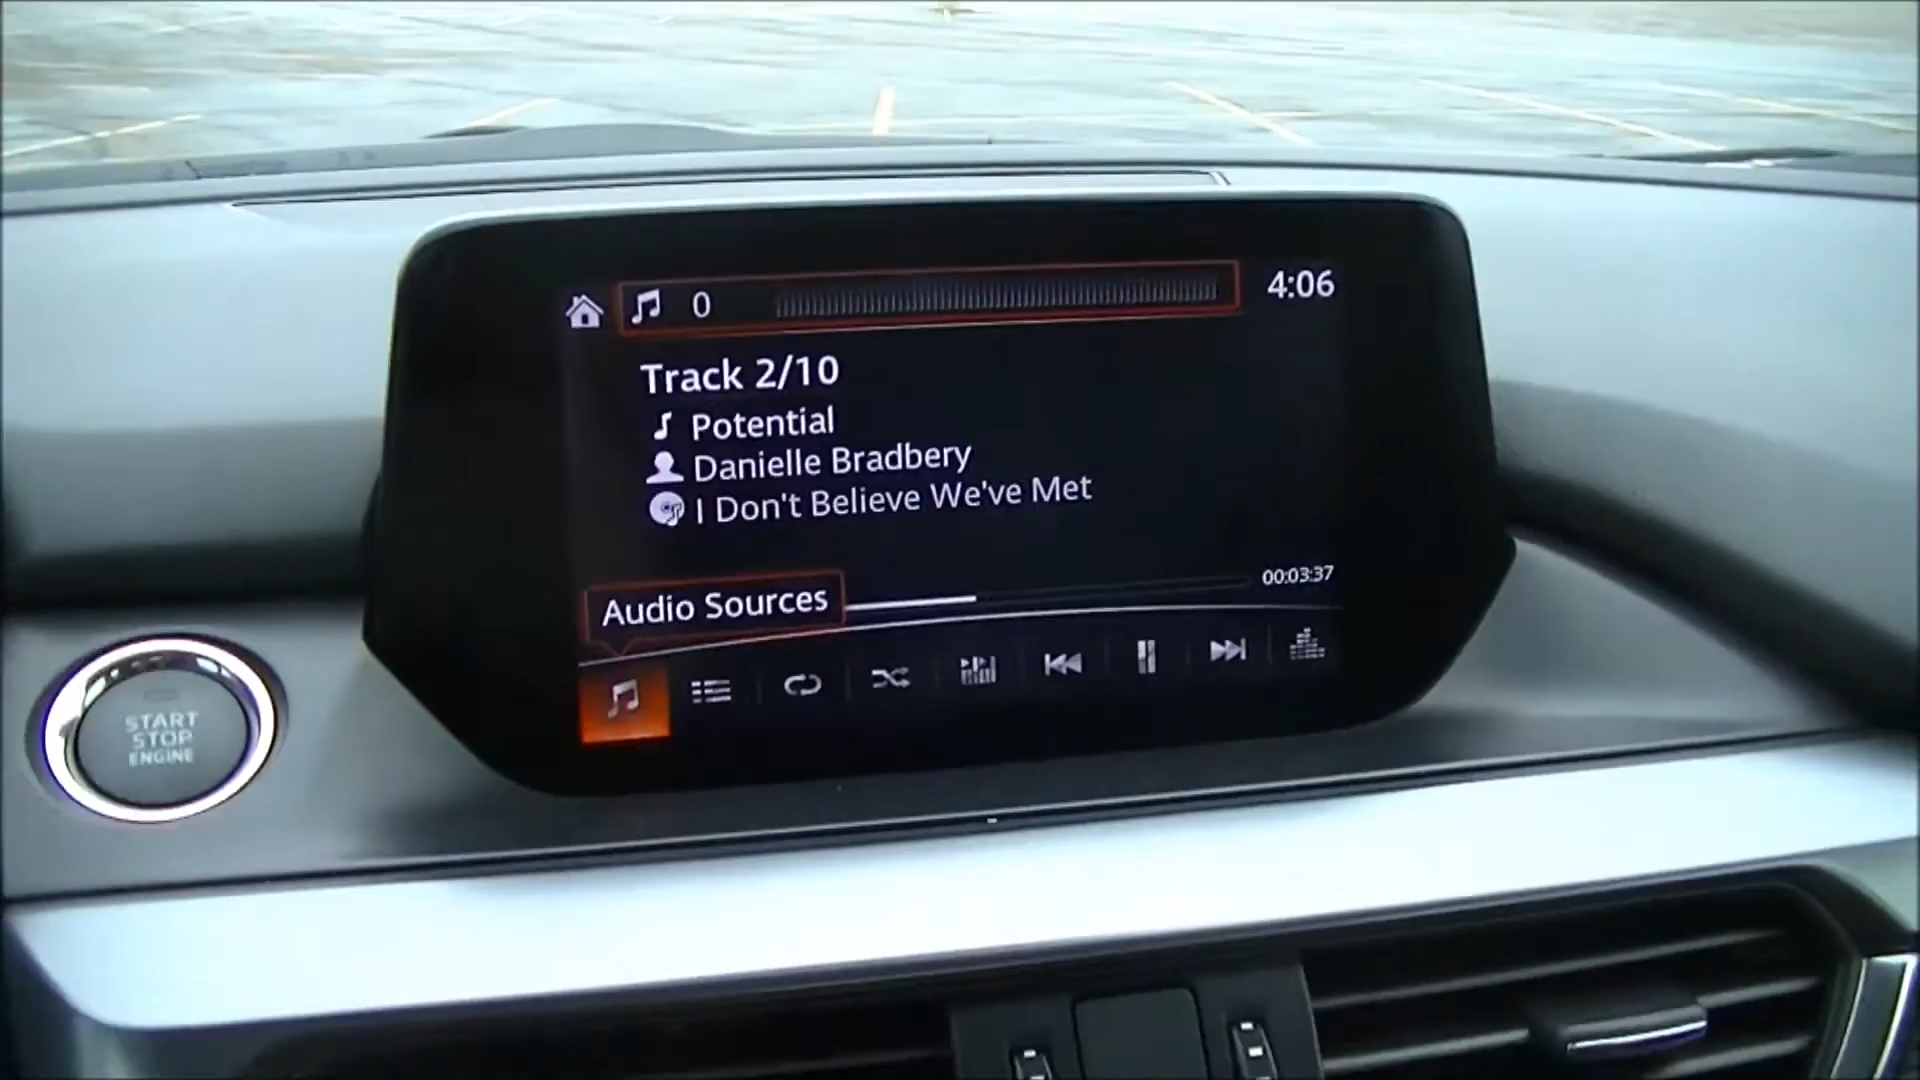 0
4:06
Track 2/10
Potential
Danielle Bradbery
I Don't Believe We've Met
00:03:37
Audio Sources
START
STOP
ENGINE